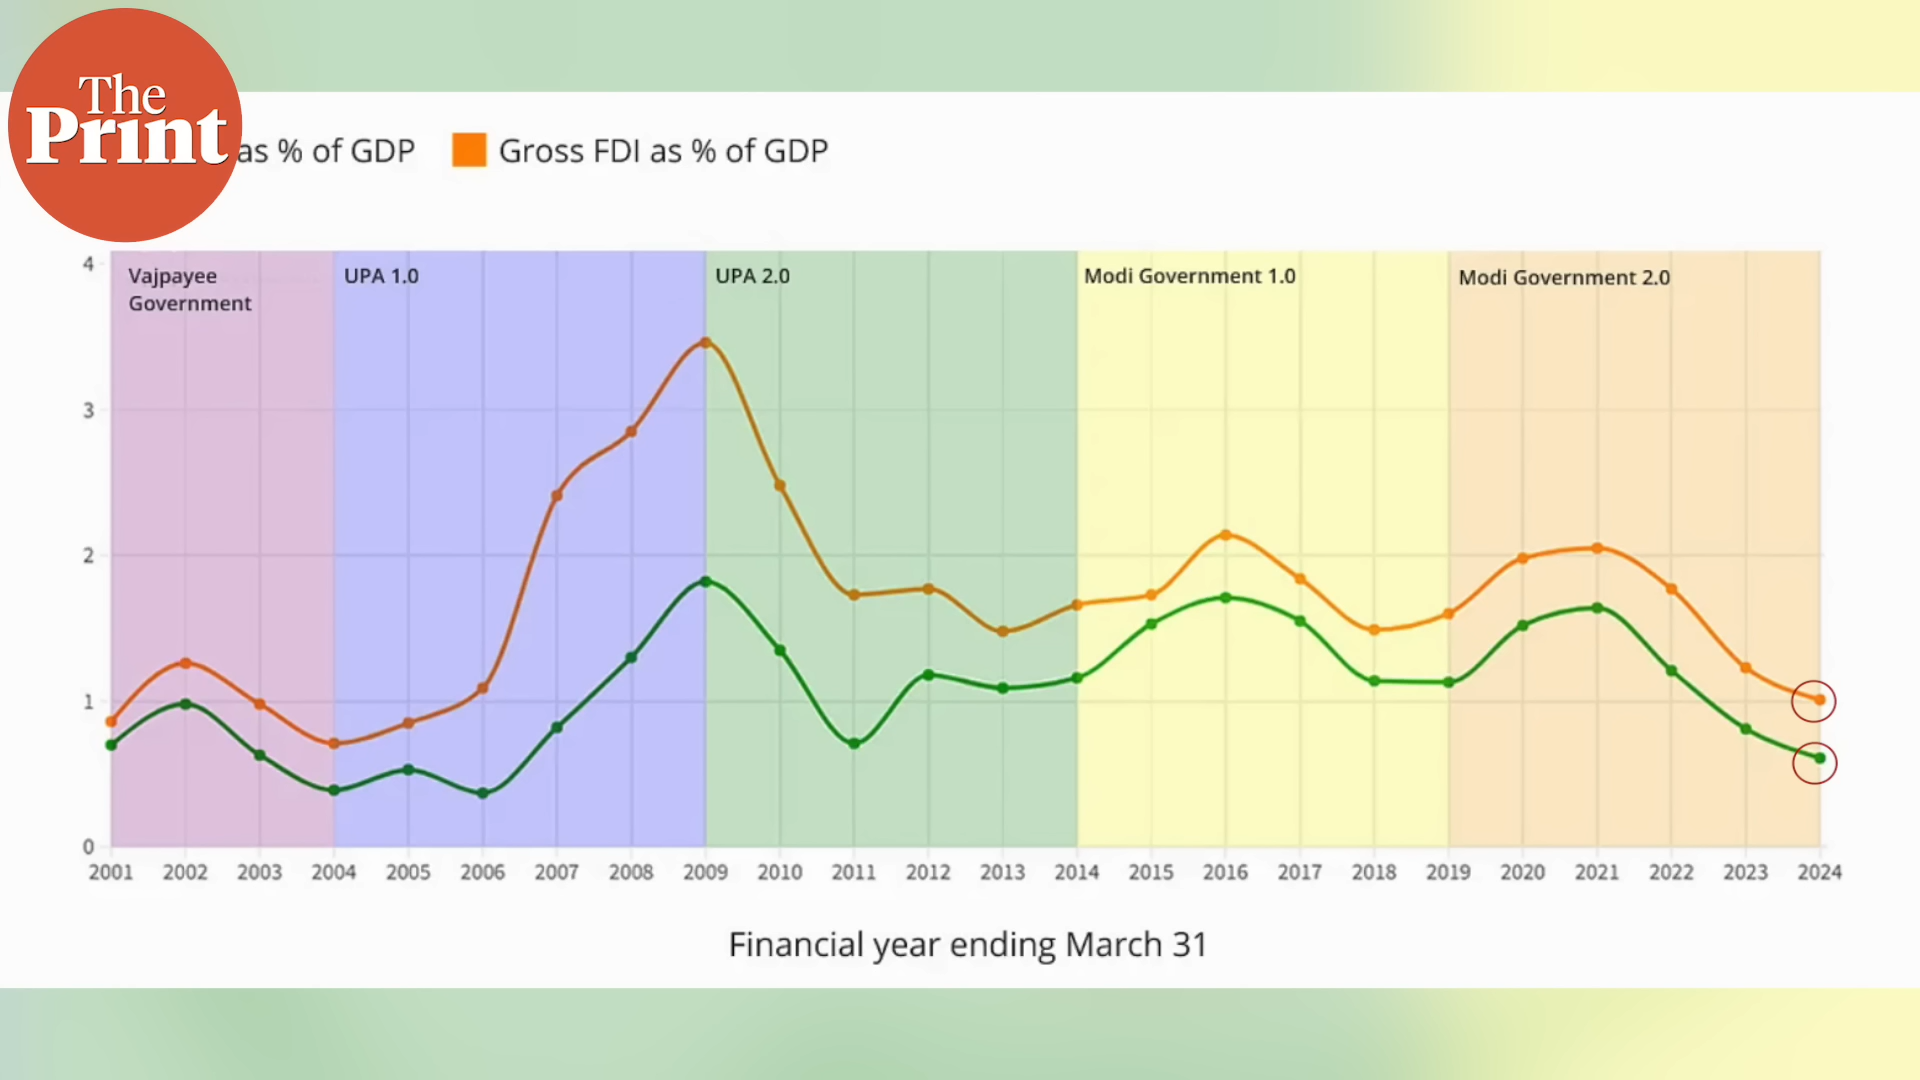 The
Print
as % of GDP
Gross FDI as % of GDP
4
Vajpayee
Government
UPA 1.0
UPA 2.0
Modi Government 1.0
Modi Government 2.0
3
2
1
0
2001 2002 2003 2004 2005 2006 2007 2008 2009 2010 2011 2012 2013 2014 2015 2016 2017 2018 2019 2020 2021 2022 2023 2024
Financial year ending March 31